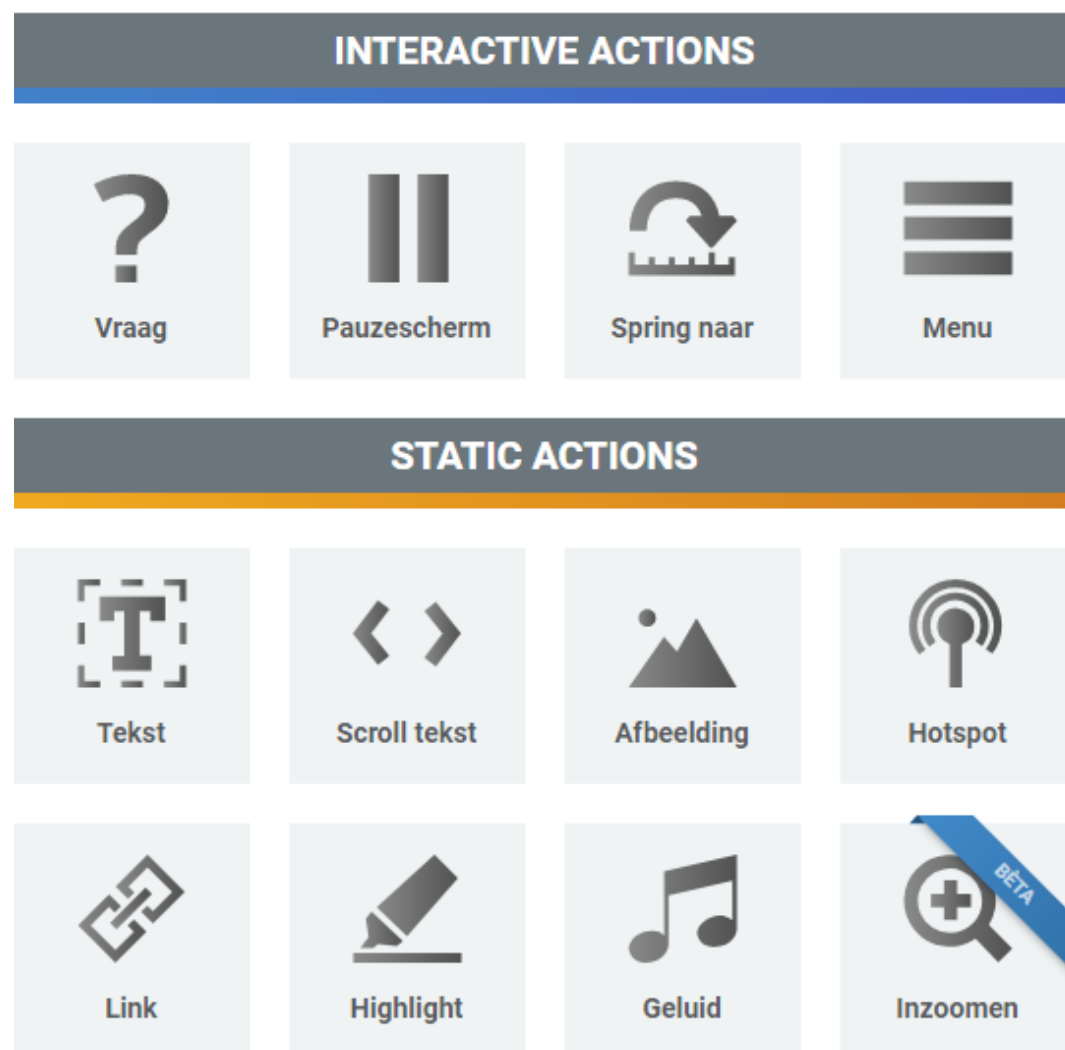 INTERACTIVE ACTIONS
Vraag
Pauzescherm
Spring naar
Menu
STATIC ACTIONS
Tekst
Scroll tekst
Afbeelding
Hotspot
Link
Highlight
Geluid
BÈTA
Inzoomen